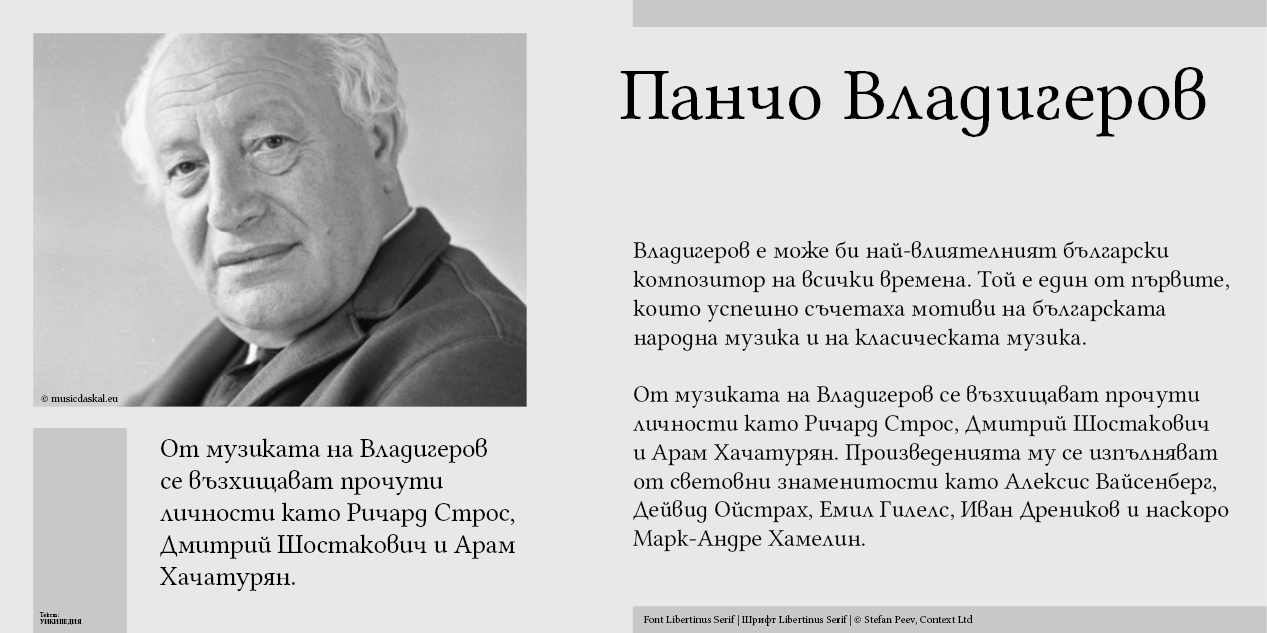 © musicdaskal.eu
От музиката на Владигеров
се възхищават прочути
личности като Ричард Строс,
Дмитрий Шостакович и Арам
Хачатурян.
Текст:
УИКИПЕДИЯ
Панчо Владигеров
Владигеров е може би най-влиятелният български
композитор на всички времена. Той е един от първите,
които успешно съчетаха мотиви на българската
народна музика и на класическата музика.
От музиката на Владигеров се възхищават прочути
личности като Ричард Строс, Дмитрий Шостакович
и Арам Хачатурян. Произведенията му се изпълняват
от световни знаменитости като Алексис Вайсенберг,
Дейвид Ойстрах, Емил Гилелс, Иван Дреников и наскоро
Марк-Андре Хамелин.
Font Libertinus Serif | Шрифт Libertinus Serif | © Stefan Peev, Context Ltd